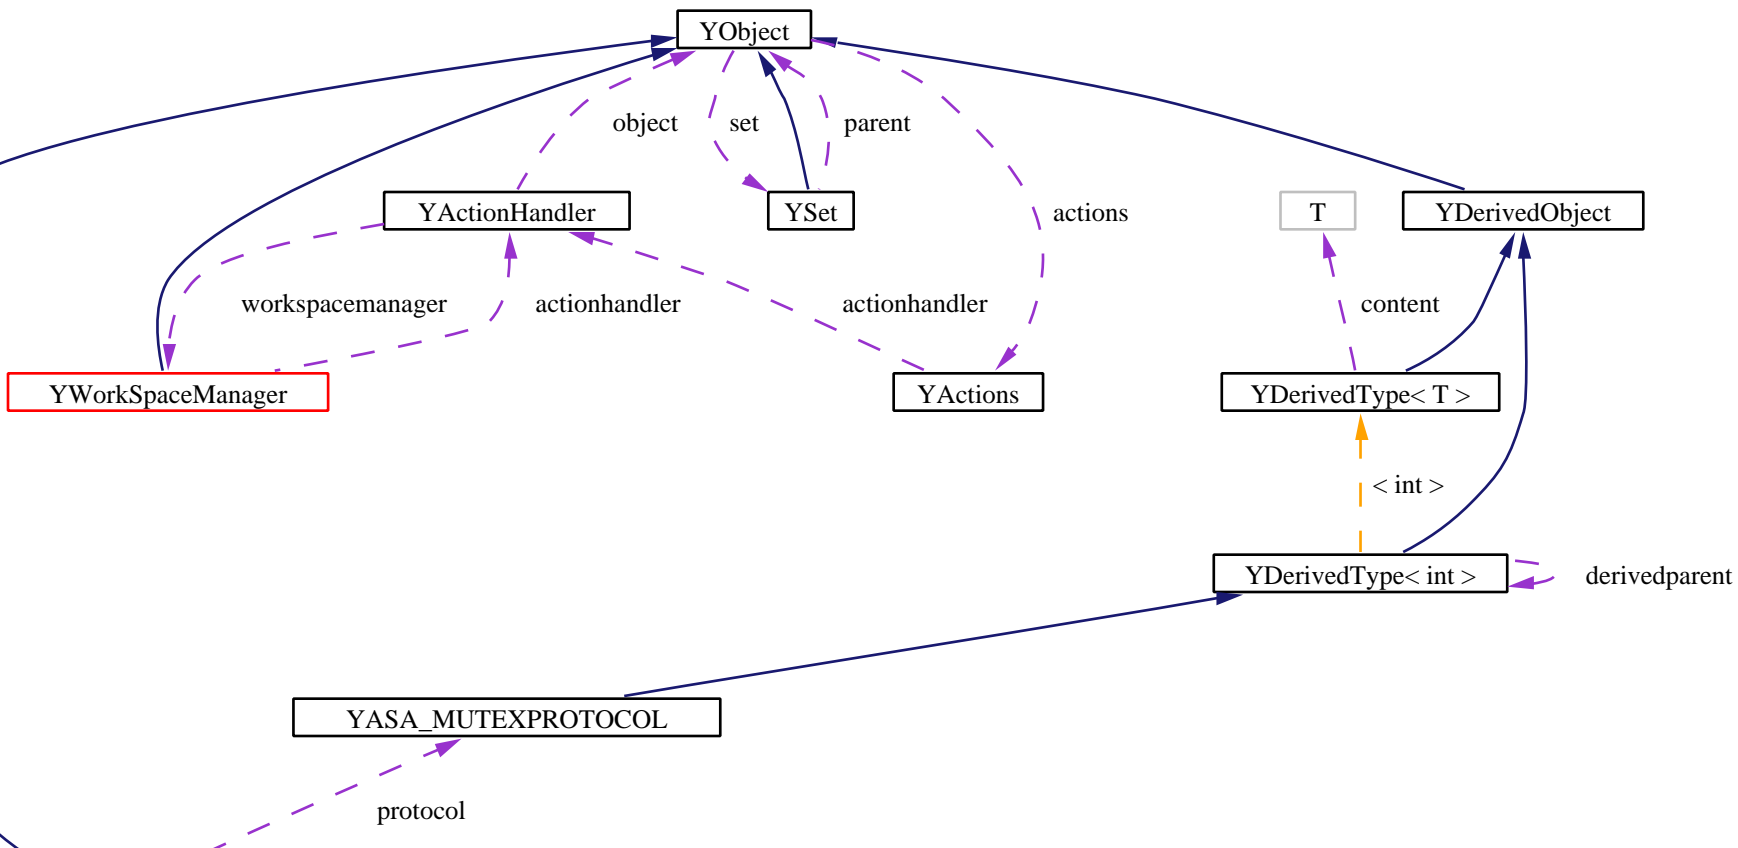 YObject
object
set
parent
YActionHandler
YSet
actions
T
YDerivedObject
workspacemanager
actionhandler
actionhandler
content
YWorkSpaceManager
YActions
YDerivedType< T >
< int >
YDerivedType< int >
derivedparent
YASA_MUTEXPROTOCOL
protocol